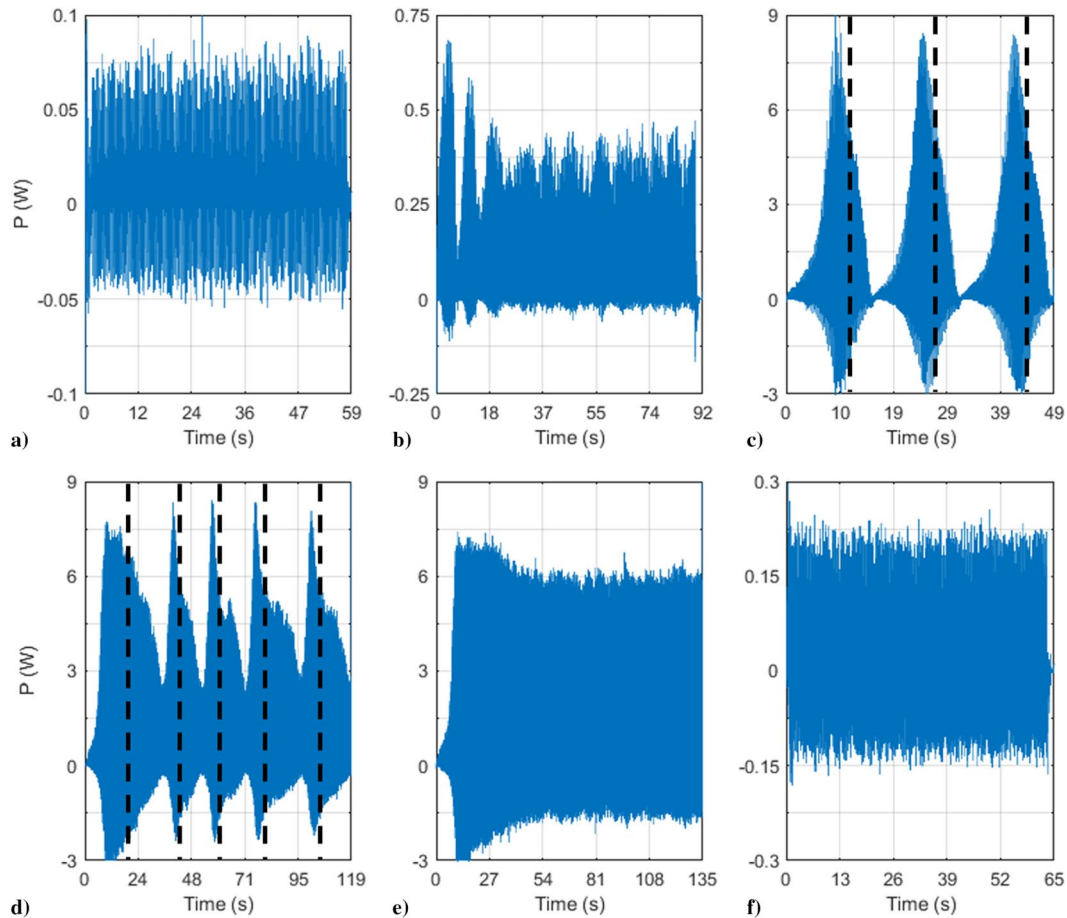 0.1
0.05
0
-0.05
-0.1
P (W)
0 12 24 36 47 59
Time (s)
a)
0.75
0.5
0.25
0
-0.25
0 18 37 55 74 92
Time (s)
b)
9
6
3
0
-3
0 10 19 29 39 49
Time (s)
c)
9
6
3
0
-3
P (W)
0 24 48 71 95 119
Time (s)
d)
9
6
3
0
-3
0 27 54 81 108 135
Time (s)
e)
0.3
0.15
0
-0.15
-0.3
0 13 26 39 52 65
Time (s)
f)